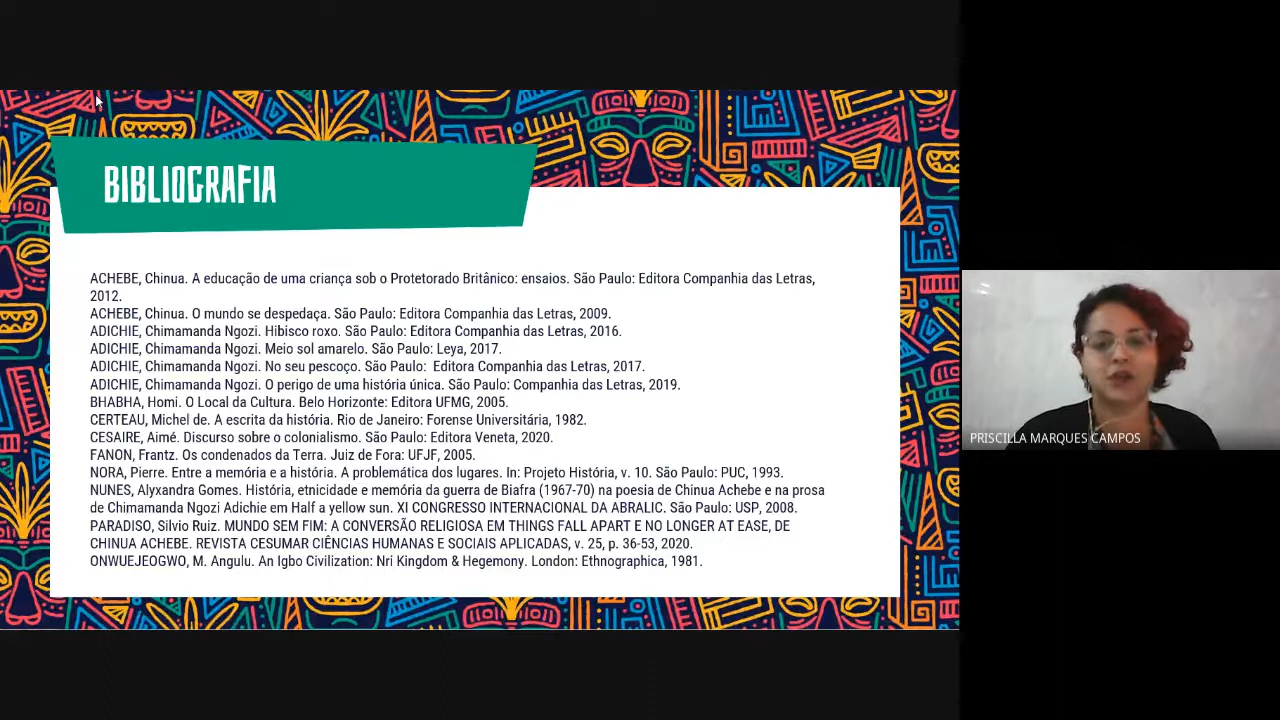 BIBLIOGRAFIA
ACHEBE, Chinua. A educação de uma criança sob o Protetorado Britânico: ensaios. São Paulo: Editora Companhia das Letras,
2012.
ACHEBE, Chinua. O mundo se despedaça. São Paulo: Editora Companhia das Letras, 2009.
ADICHIE, Chimamanda Ngozi. Hibisco roxo. São Paulo: Editora Companhia das Letras, 2016.
ADICHIE, Chimamanda Ngozi. Meio sol amarelo. São Paulo: Leya, 2017.
ADICHIE, Chimamanda Ngozi. No seu pescoço. São Paulo: Editora Companhia das Letras, 2017.
ADICHIE, Chimamanda Ngozi. O perigo de uma história única. São Paulo: Companhia das Letras, 2019.
BHABHA, Homi. O Local da Cultura. Belo Horizonte: Editora UFMG, 2005.
CERTEAU, Michel de. A escrita da história. Rio de Janeiro: Forense Universitária, 1982.
CESAIRE, Aimé. Discurso sobre o colonialismo. São Paulo: Editora Veneta, 2020.
FANON, Frantz. Os condenados da Terra. Juiz de Fora: UFJF, 2005.
NORA, Pierre. Entre a memória e a história. A problemática dos lugares. In: Projeto História, v. 10. São Paulo: PUC, 1993.
NUNES, Alyxandra Gomes. História, etnicidade e memória da guerra de Biafra (1967-70) na poesia de Chinua Achebe e na prosa
de Chimamanda Ngozi Adichie em Half a yellow sun. XI CONGRESSO INTERNACIONAL DA ABRALIC. São Paulo: USP, 2008.
PARADISO, Silvio Ruiz. MUNDO SEM FIM: A CONVERSÃO RELIGIOSA EM THINGS FALL APART E NO LONGER AT EASE, DE
CHINUA ACHEBE. REVISTA CESUMAR CIÊNCIAS HUMANAS E SOCIAIS APLICADAS, v. 25, p. 36-53, 2020.
ONWUEJEOGWO, M. Angulu. An Igbo Civilization: Nri Kingdom & Hegemony. London: Ethnographica, 1981.
PRISCILLA MARQUES CAMPOS